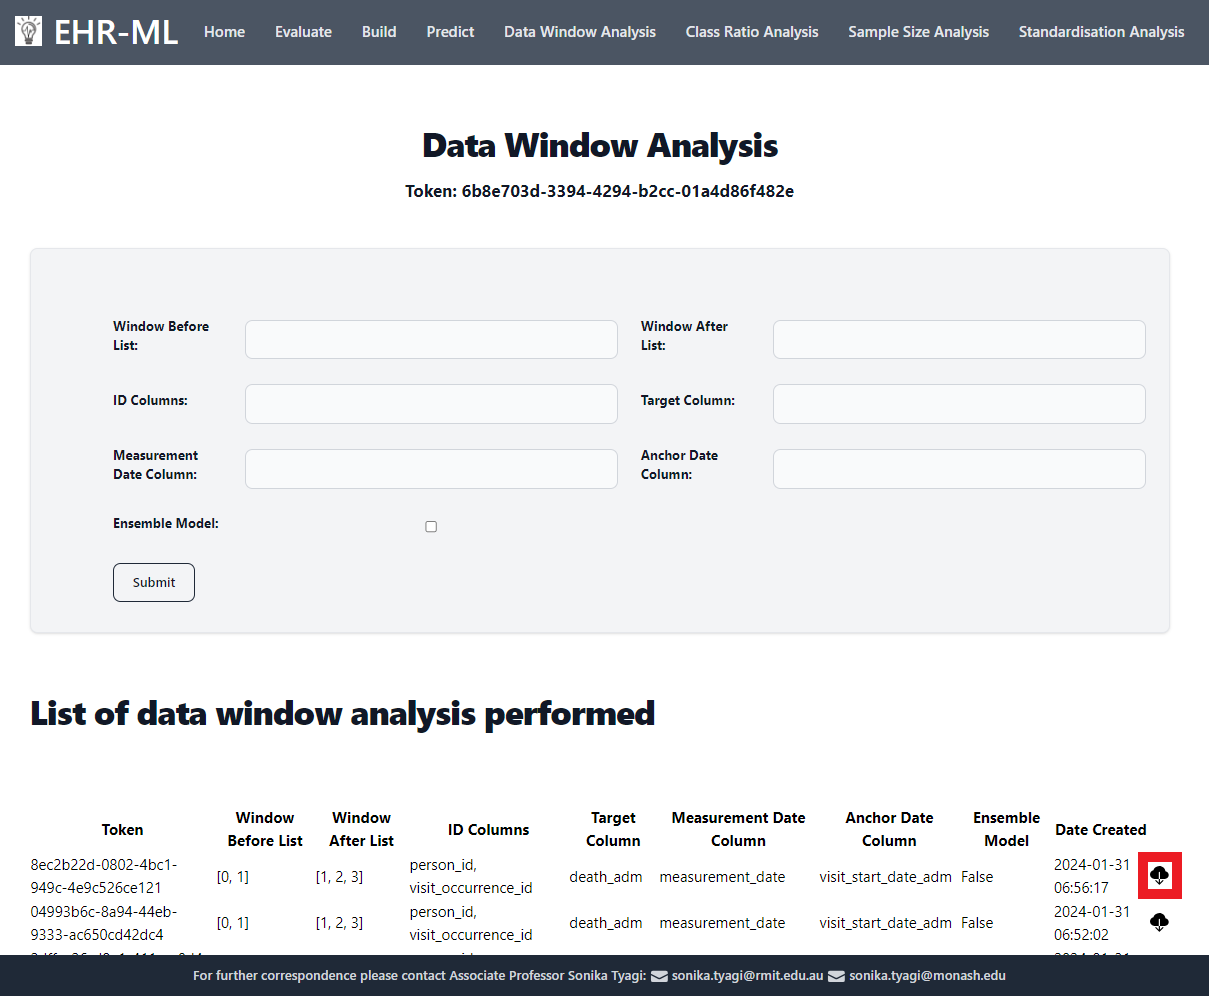 EHR-ML Home Evaluate Build Predict Data Window Analysis Class Ratio Analysis Sample Size Analysis Standardisation Analysis
Data Window Analysis
Token: 6b8e703d-3394-4294-b2cc-01a4d86f482e
Window Before List:
Window After List:
ID Columns:
Target Column:
Measurement Date Column:
Anchor Date Column:
Ensemble Model:
Submit
List of data window analysis performed
Token Window Before List Window After List ID Columns Target Column Measurement Date Column Anchor Date Column Ensemble Model Date Created
8ec2b22d-0802-4bc1-949c-4e9c526ce121 [0, 1] [1, 2, 3] person_id, visit_occurrence_id death_adm measurement_date visit_start_date_adm False 2024-01-31 06:56:17
04993b6c-8a94-44eb-9333-ac650cd42dc4 [0, 1] [1, 2, 3] person_id, visit_occurrence_id death_adm measurement_date visit_start_date_adm False 2024-01-31 06:52:02
For further correspondence please contact Associate Professor Sonika Tyagi: sonika.tyagi@rmit.edu.au sonika.tyagi@monash.edu